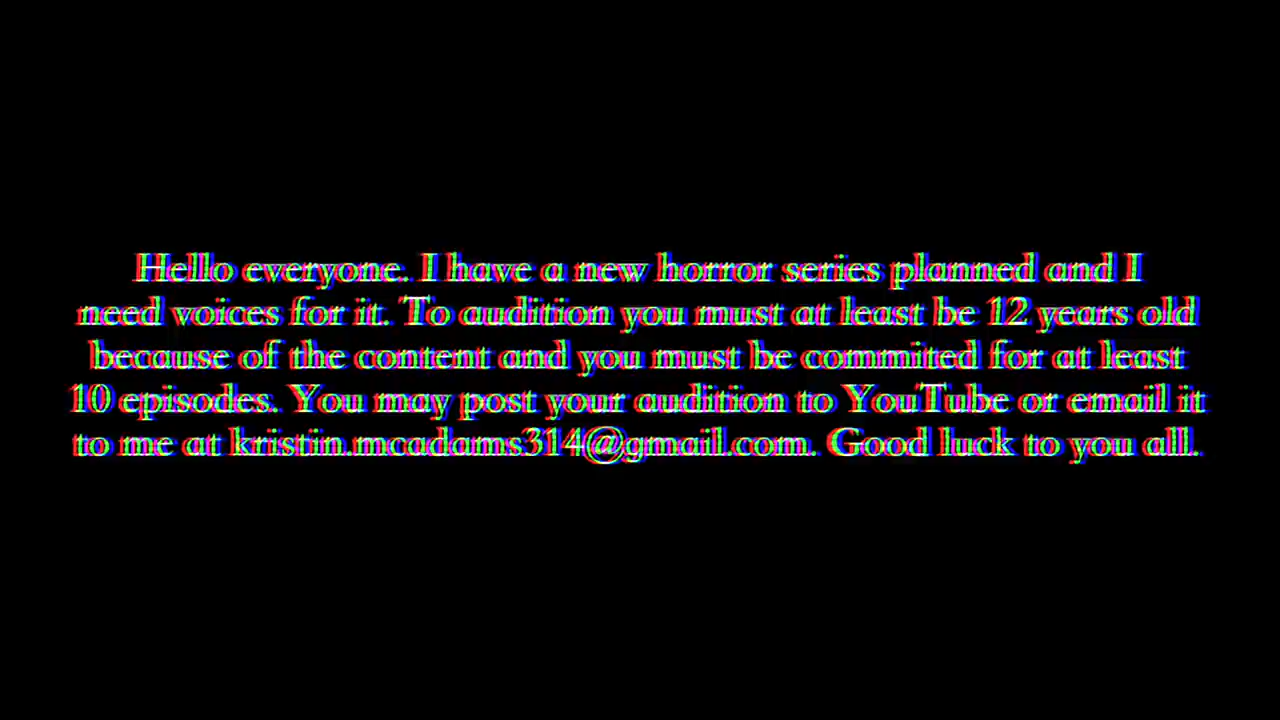 Hello everyone. I have a new horror series planned and I
need voices for it. To audition you must at least be 12 years old
because of the content and you must be commited for at least
10 episodes. You may post your audition to YouTube or email it
to me at kristin.mcadams314@gmail.com. Good luck to you all.